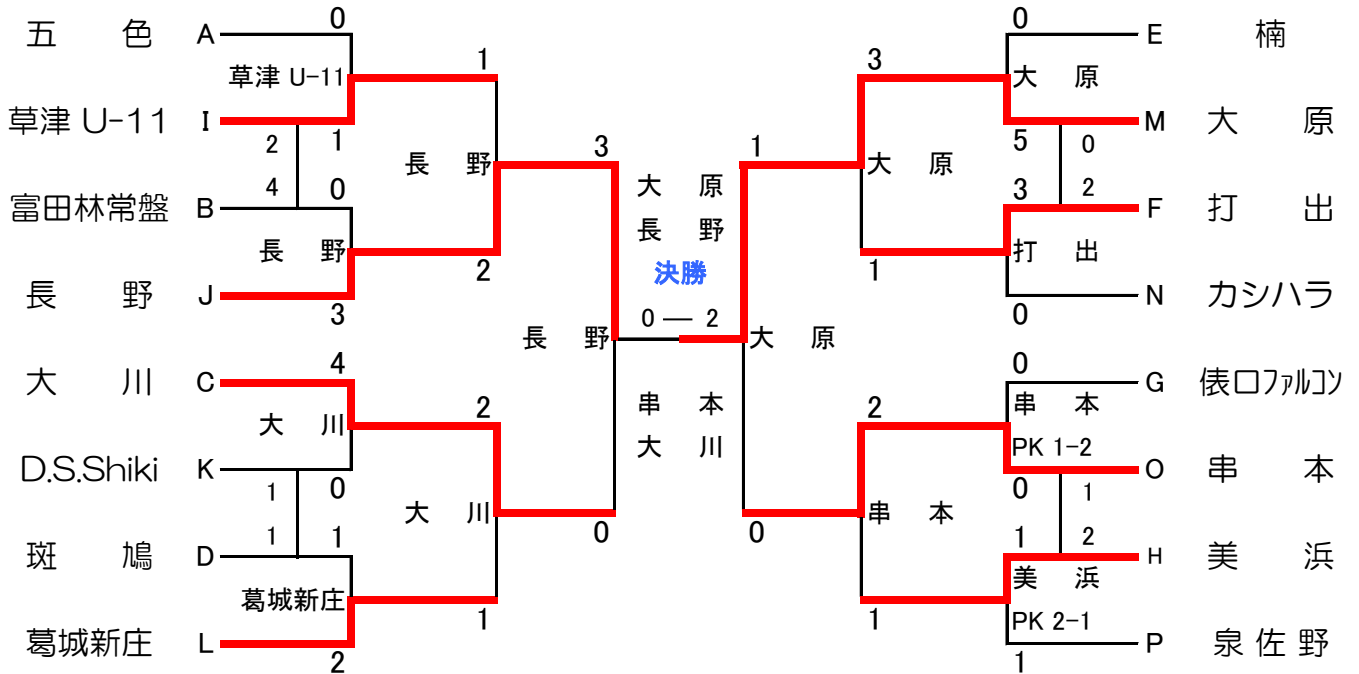 五 色 A 0
草津 U-11 1
草津 U-11 I 1
2
4
富田林常盤 B 0
長 野
長 野 J 3
長 野 2
3
大 川 C 4
大 川 2
D.S.Shiki K 0
1
1
斑 鳩 D 1
葛城新庄 1
葛城新庄 L 2
大 川 0
長 野
大 原
長 野
決勝
0 ― 2
串 本
大 川
1
大 原
0
3
大 原
1
2
串 本
1
0 E 楠
大 原
5 M 大 原
0
2
3 F 打 出
打 出
0 N カシハラ
0 G 俵口ファルコン
串 本
PK 1-2
0 O 串 本
1
2
1 H 美 浜
美 浜
PK 2-1
1 P 泉 佐 野